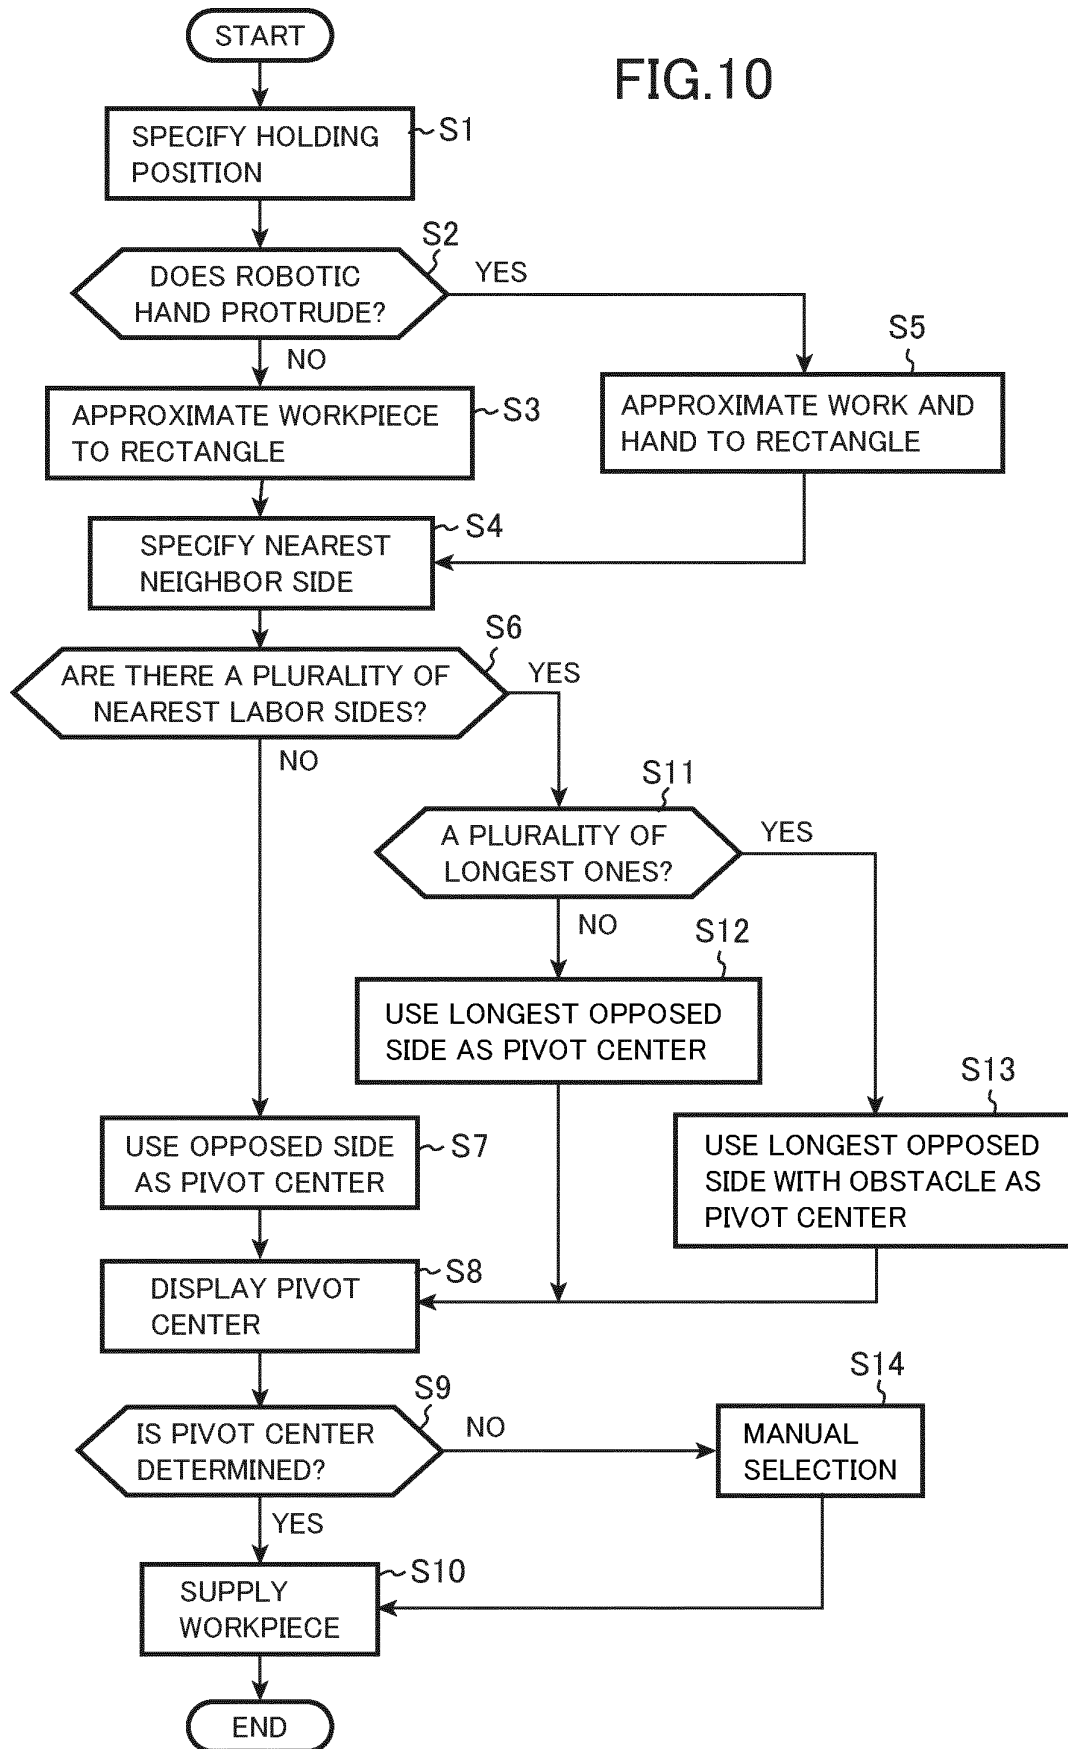 START
FIG.10
SPECIFY HOLDING
POSITION
S1
S2
DOES ROBOTIC
HAND PROTRUDE?
YES
NO
S5
APPROXIMATE WORKPIECE
TO RECTANGLE
S3
APPROXIMATE WORK AND
HAND TO RECTANGLE
SPECIFY NEAREST
NEIGHBOR SIDE
S4
S6
ARE THERE A PLURALITY OF
NEAREST LABOR SIDES?
YES
NO
S11
A PLURALITY OF
LONGEST ONES?
YES
NO
S12
USE LONGEST OPPOSED
SIDE AS PIVOT CENTER
S13
USE LONGEST OPPOSED
SIDE WITH OBSTACLE AS
PIVOT CENTER
USE OPPOSED SIDE
AS PIVOT CENTER
S7
DISPLAY PIVOT
CENTER
S8
S9
IS PIVOT CENTER
DETERMINED?
NO
YES
S14
MANUAL
SELECTION
SUPPLY
WORKPIECE
S10
END